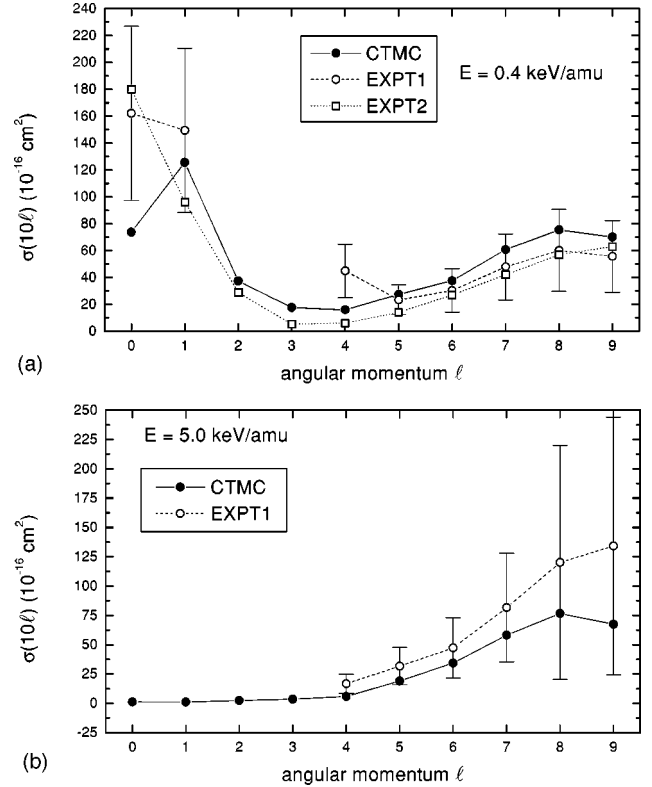 240
220
200
180
160
140
120
100
80
60
40
20
0
σ(10ℓ) (10⁻¹⁶ cm²)
CTMC
EXPT1
EXPT2
E = 0.4 keV/amu
0 1 2 3 4 5 6 7 8 9
angular momentum ℓ
(a)
250
225
200
175
150
125
100
75
50
25
0
-25
σ(10ℓ) (10⁻¹⁶ cm²)
E = 5.0 keV/amu
CTMC
EXPT1
0 1 2 3 4 5 6 7 8 9
angular momentum ℓ
(b)